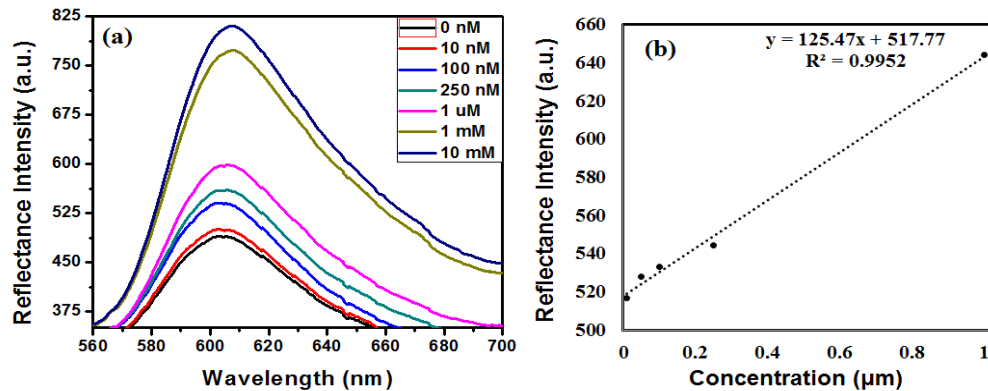 (a)
0 nM
10 nM
100 nM
250 nM
1 uM
1 mM
10 mM
825
750
675
600
525
450
375
560 580 600 620 640 660 680 700
Wavelength (nm)
Reflectance Intensity (a.u.)
(b)
y = 125.47x + 517.77
R² = 0.9952
660
640
620
600
580
560
540
520
500
0 0.2 0.4 0.6 0.8 1
Concentration (µm)
Reflectance Intensity (a.u.)